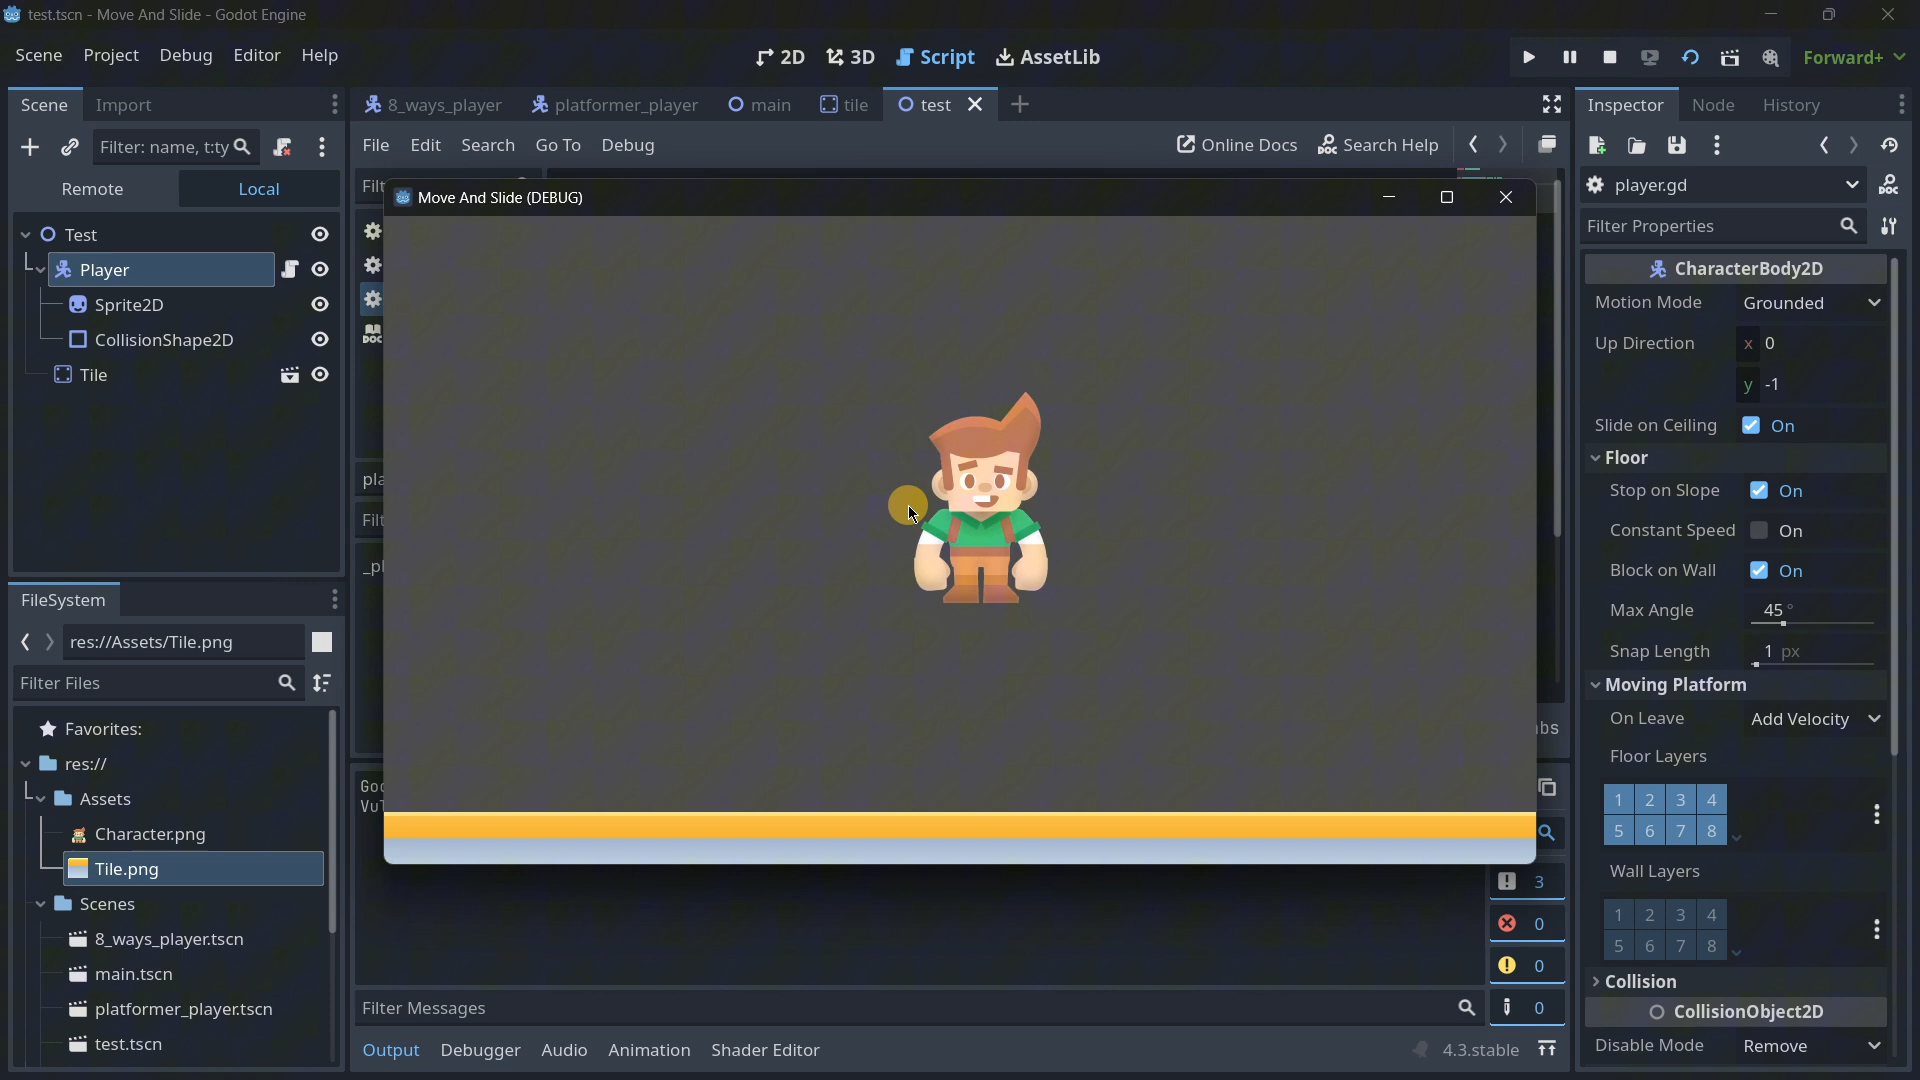 test.tscn - Move And Slide - Godot Engine
Scene Project Debug Editor Help
2D 3D Script AssetLib
Forward+
Scene Import
8_ways_player platformer_player main tile test
Inspector Node History
Filter: name, t:ty
File Edit Search Go To Debug
Online Docs Search Help
Remote Local
player.gd
Filter Properties
Move And Slide (DEBUG)
Test
Player
Sprite2D
CollisionShape2D
Tile
FileSystem
res://Assets/Tile.png
Filter Files
Favorites:
res://
Assets
Character.png
Tile.png
Scenes
8_ways_player.tscn
main.tscn
platformer_player.tscn
test.tscn
DOC
3
0
0
0
Filter Messages
Output Debugger Audio Animation Shader Editor
4.3.stable
CharacterBody2D
Motion Mode Grounded
Up Direction x 0
y -1
Slide on Ceiling On
Floor
Stop on Slope On
Constant Speed On
Block on Wall On
Max Angle 45 °
Snap Length 1 px
Moving Platform
On Leave Add Velocity
Floor Layers
1 2 3 4
5 6 7 8
Wall Layers
1 2 3 4
5 6 7 8
Collision
CollisionObject2D
Disable Mode Remove